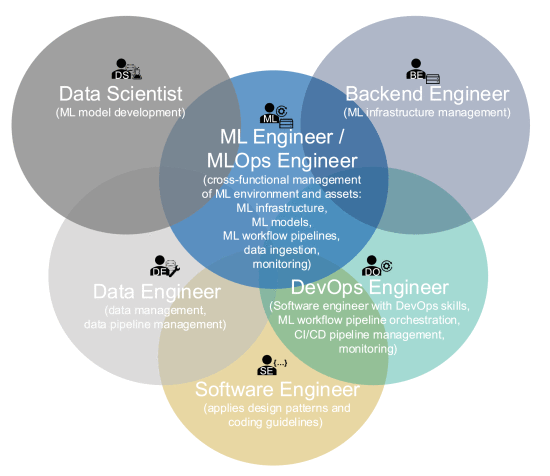 DS
Data Scientist
(ML model development)
BE
Backend Engineer
(ML infrastructure management)
ML
ML Engineer /
MLOps Engineer
(cross-functional management
of ML environment and assets:
ML infrastructure,
ML models,
ML workflow pipelines,
data ingestion,
monitoring)
DE
Data Engineer
(data management,
data pipeline management)
DO
DevOps Engineer
(Software engineer with DevOps skills,
ML workflow pipeline orchestration,
CI/CD pipeline management,
monitoring)
SE {...}
Software Engineer
(applies design patterns and
coding guidelines)